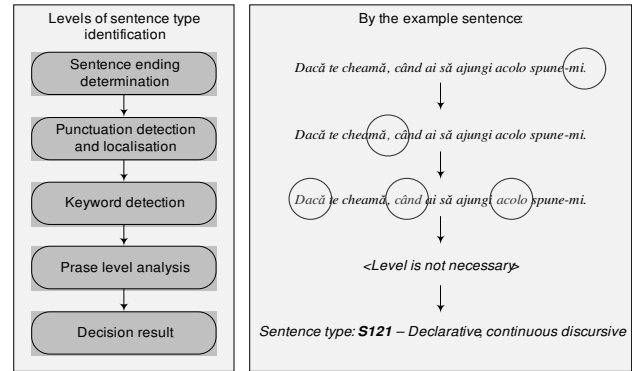 Levels of sentence type
identification
Sentence ending
determination
Punctuation detection
and localisation
Keyword detection
Prase level analysis
Decision result
By the example sentence:
Dacă te cheamă, când ai să ajungi acolo spune-mi.
Dacă te cheamă, când ai să ajungi acolo spune-mi.
Dacă te cheamă, când ai să ajungi acolo spune-mi.
<Level is not necessary>
Sentence type: S121 – Declarative, continuous discursive